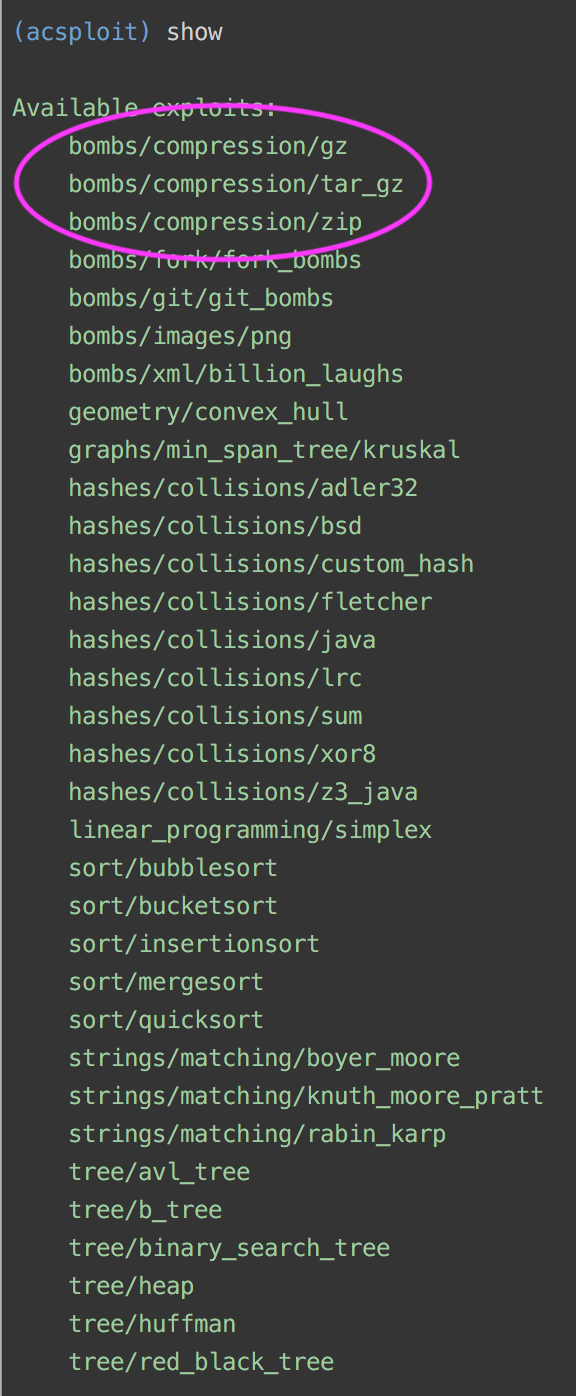 (acsploit) show
Available exploits:
bombs/compression/gz
bombs/compression/tar_gz
bombs/compression/zip
bombs/fork/fork_bombs
bombs/git/git_bombs
bombs/images/png
bombs/xml/billion_laughs
geometry/convex_hull
graphs/min_span_tree/kruskal
hashes/collisions/adler32
hashes/collisions/bsd
hashes/collisions/custom_hash
hashes/collisions/fletcher
hashes/collisions/java
hashes/collisions/lrc
hashes/collisions/sum
hashes/collisions/xor8
hashes/collisions/z3_java
linear_programming/simplex
sort/bubblesort
sort/bucketsort
sort/insertionsort
sort/mergesort
sort/quicksort
strings/matching/boyer_moore
strings/matching/knuth_moore_pratt
strings/matching/rabin_karp
tree/avl_tree
tree/b_tree
tree/binary_search_tree
tree/heap
tree/huffman
tree/red_black_tree